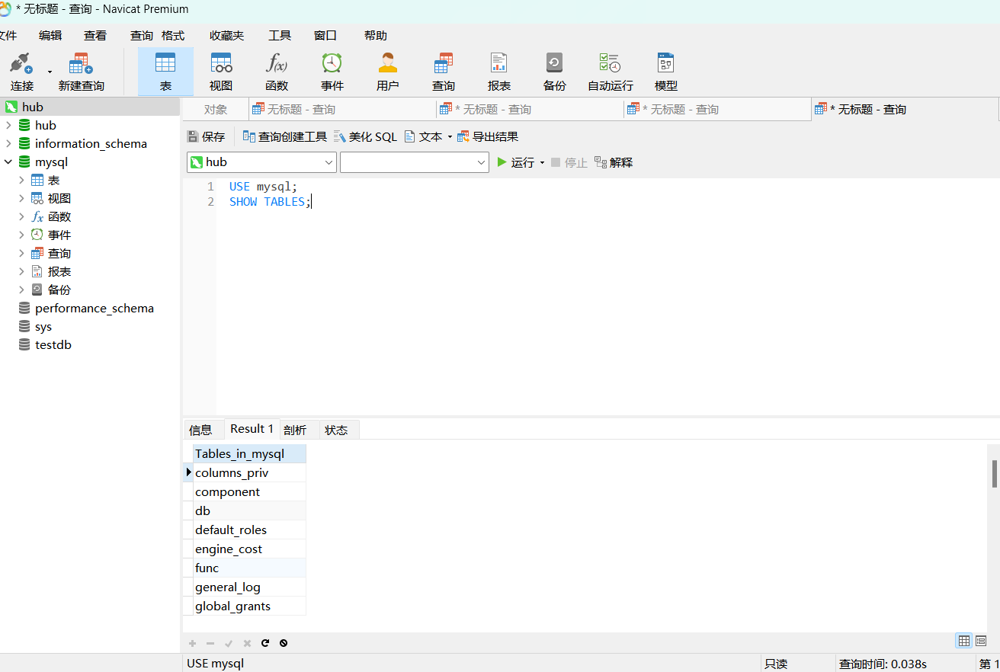 * 无标题 - 查询 - Navicat Premium
文件 编辑 查看 查询 格式 收藏夹 工具 窗口 帮助
连接 新建查询 表 视图 函数 事件 用户 查询 报表 备份 自动运行 模型
hub
hub
information_schema
mysql
表
视图
函数
事件
查询
报表
备份
performance_schema
sys
testdb
对象 无标题 - 查询 * 无标题 - 查询 * 无标题 - 查询 * 无标题 - 查询
保存 查询创建工具 美化 SQL 文本 导出结果
hub 运行 停止 解释
1 USE mysql;
2 SHOW TABLES;
信息 Result 1 剖析 状态
Tables_in_mysql
columns_priv
component
db
default_roles
engine_cost
func
general_log
global_grants
USE mysql 只读 查询时间: 0.038s 第 1